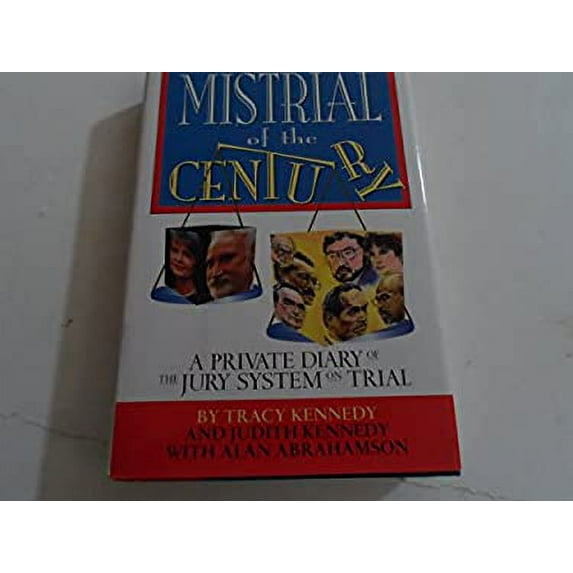 MISTRIAL
of the
CENTURY
A PRIVATE DIARY OF
THE JURY SYSTEM ON TRIAL
BY TRACY KENNEDY
AND JUDITH KENNEDY
WITH ALAN ABRAHAMSON